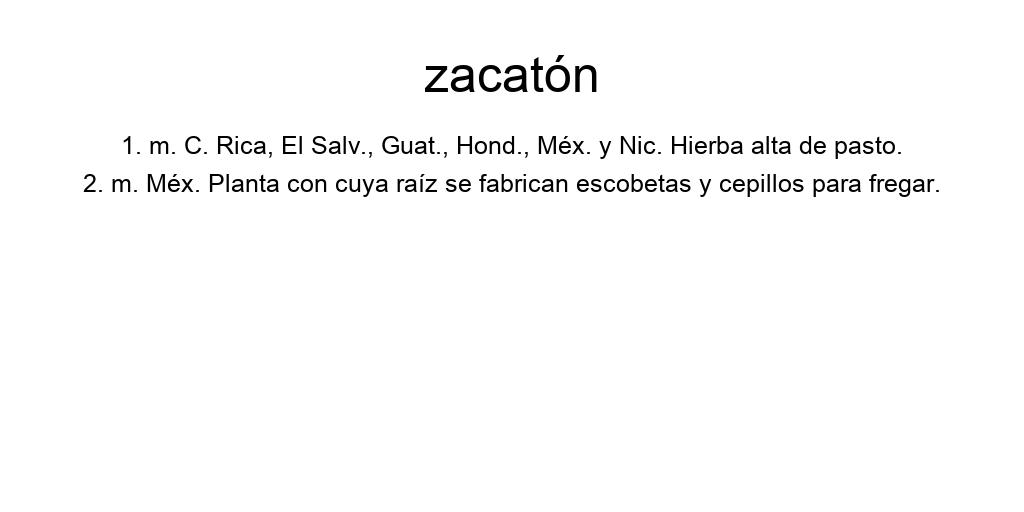 zacatón
1. m. C. Rica, El Salv., Guat., Hond., Méx. y Nic. Hierba alta de pasto.
2. m. Méx. Planta con cuya raíz se fabrican escobetas y cepillos para fregar.